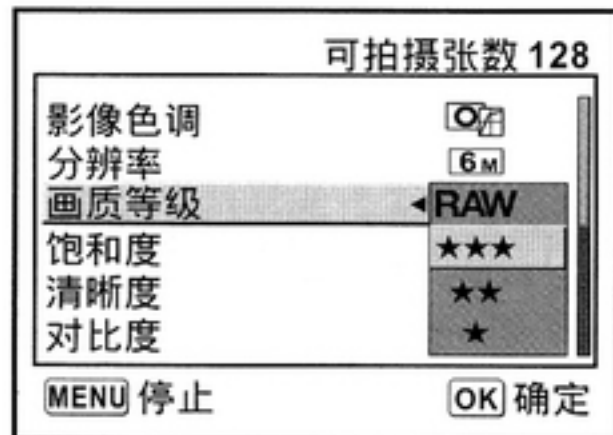 可拍摄张数 128
影像色调
分辨率 6M
画质等级 RAW
饱和度 ★★★
清晰度 ★★
对比度 ★
MENU 停止 OK 确定